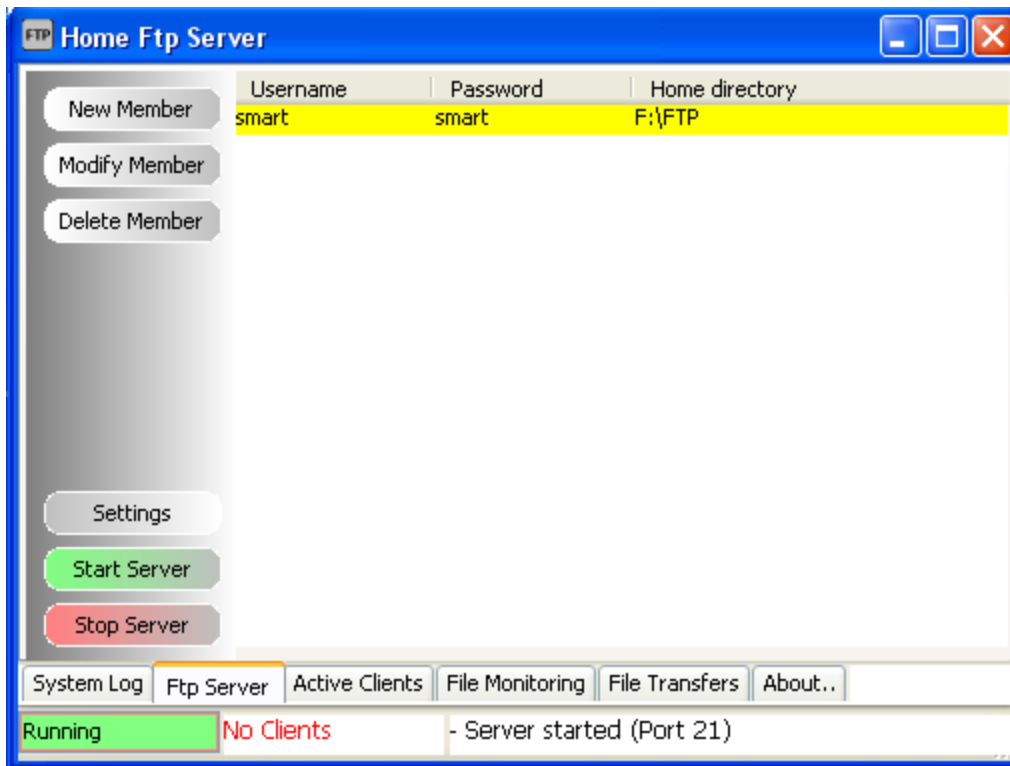 FTP Home Ftp Server
New Member
Modify Member
Delete Member
Username Password Home directory
smart smart F:\FTP
Settings
Start Server
Stop Server
System Log Ftp Server Active Clients File Monitoring File Transfers About..
Running No Clients - Server started (Port 21)